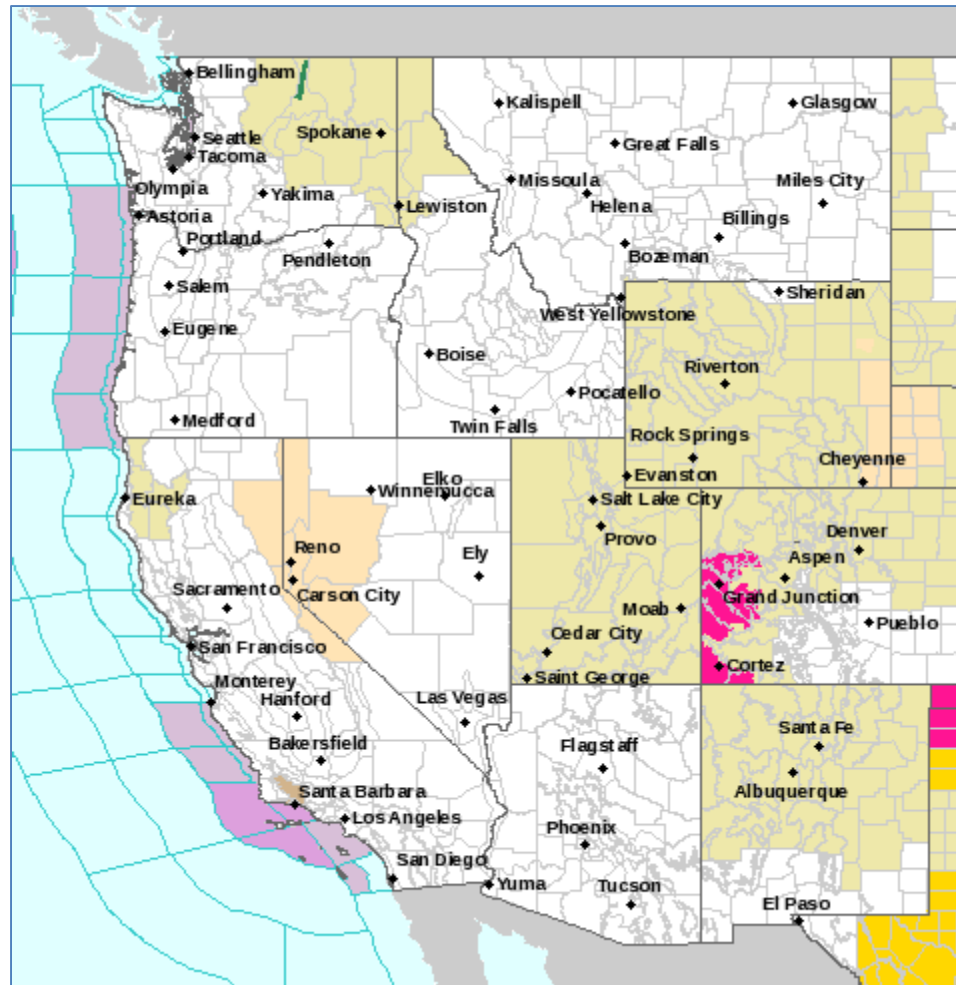 Bellingham
Kalispell
Glasgow
Spokane
Seattle
Great Falls
Tacoma
Missoula
Miles City
Olympia
Yakima
Lewiston
Helena
Astoria
Billings
Portland
Pendleton
Bozeman
Salem
Sheridan
West Yellowstone
Eugene
Boise
Riverton
Pocatello
Medford
Twin Falls
Rock Springs
Cheyenne
Elko
Evanston
Winnemucca
Eureka
Salt Lake City
Denver
Provo
Reno
Ely
Aspen
Sacramento
Carson City
Grand Junction
Moab
Pueblo
Cedar City
San Francisco
Cortez
Saint George
Monterey
Hanford
Las Vegas
Santa Fe
Bakersfield
Flagstaff
Santa Barbara
Albuquerque
Los Angeles
Phoenix
San Diego
Yuma
Tucson
El Paso